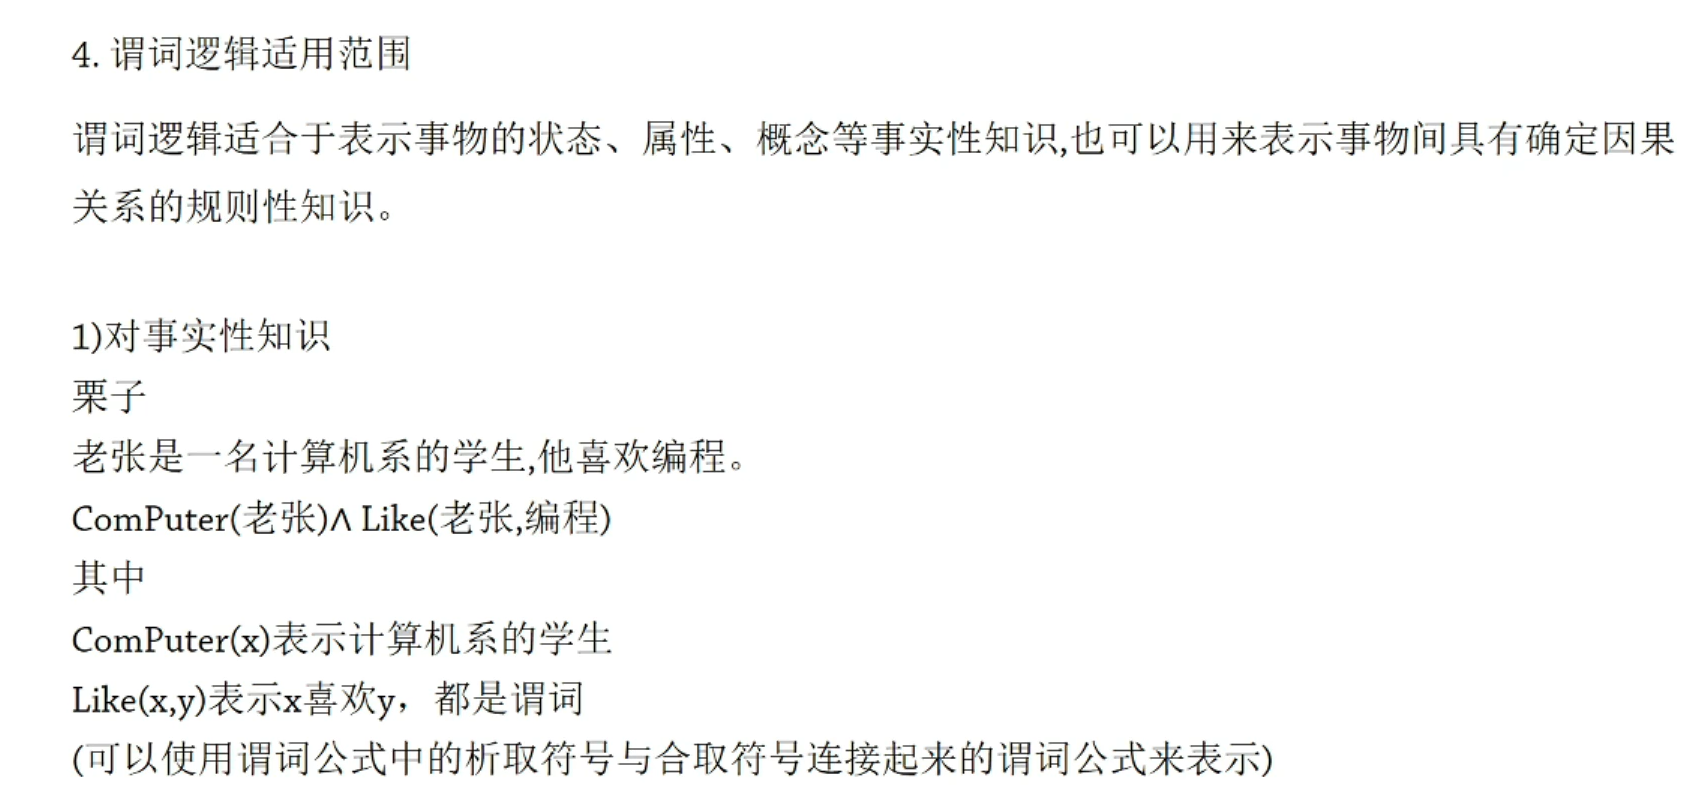 4. 谓词逻辑适用范围
谓词逻辑适合于表示事物的状态、属性、概念等事实性知识,也可以用来表示事物间具有确定因果
关系的规则性知识。
1)对事实性知识
栗子
老张是一名计算机系的学生,他喜欢编程。
ComPuter(老张)∧ Like(老张,编程)
其中
ComPuter(x)表示计算机系的学生
Like(x,y)表示x喜欢y，都是谓词
(可以使用谓词公式中的析取符号与合取符号连接起来的谓词公式来表示)